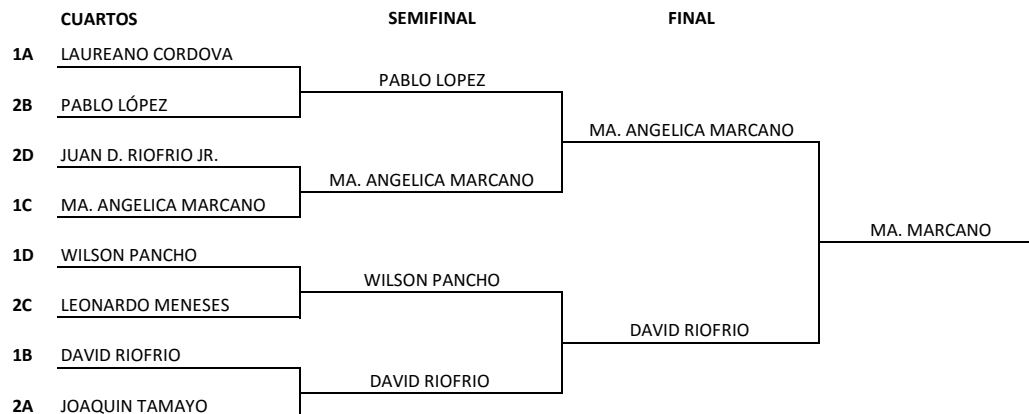 CUARTOS SEMIFINAL FINAL
1A LAUREANO CORDOVA
PABLO LOPEZ
2B PABLO LÓPEZ
MA. ANGELICA MARCANO
2D JUAN D. RIOFRIO JR.
MA. ANGELICA MARCANO
1C MA. ANGELICA MARCANO
MA. MARCANO
1D WILSON PANCHO
WILSON PANCHO
2C LEONARDO MENESES
DAVID RIOFRIO
1B DAVID RIOFRIO
DAVID RIOFRIO
2A JOAQUIN TAMAYO